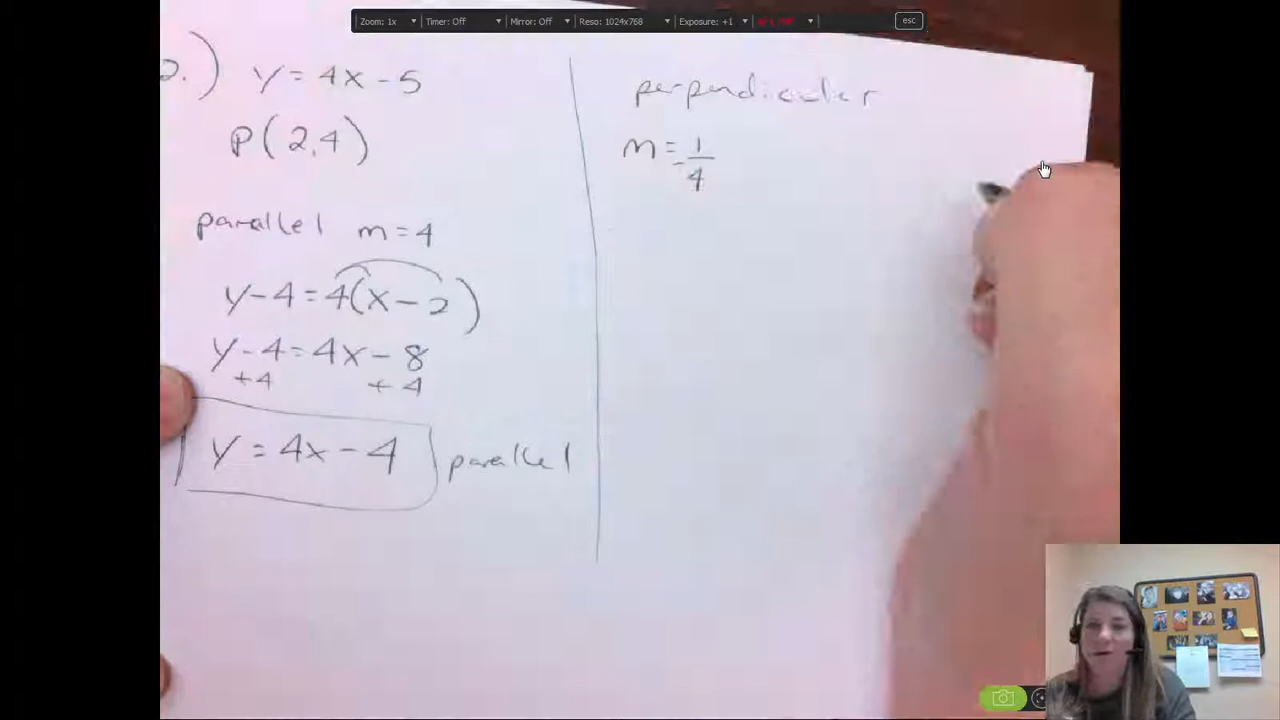 Zoom: 1x Timer: Off Mirror: Off Reso: 1024x768 Exposure: +1 esc
2.) y = 4x - 5
P(2,4)
parallel m = 4
y - 4 = 4(x - 2)
y - 4 = 4x - 8
+4 + 4
y = 4x - 4 parallel
perpendicular
m = -1/4